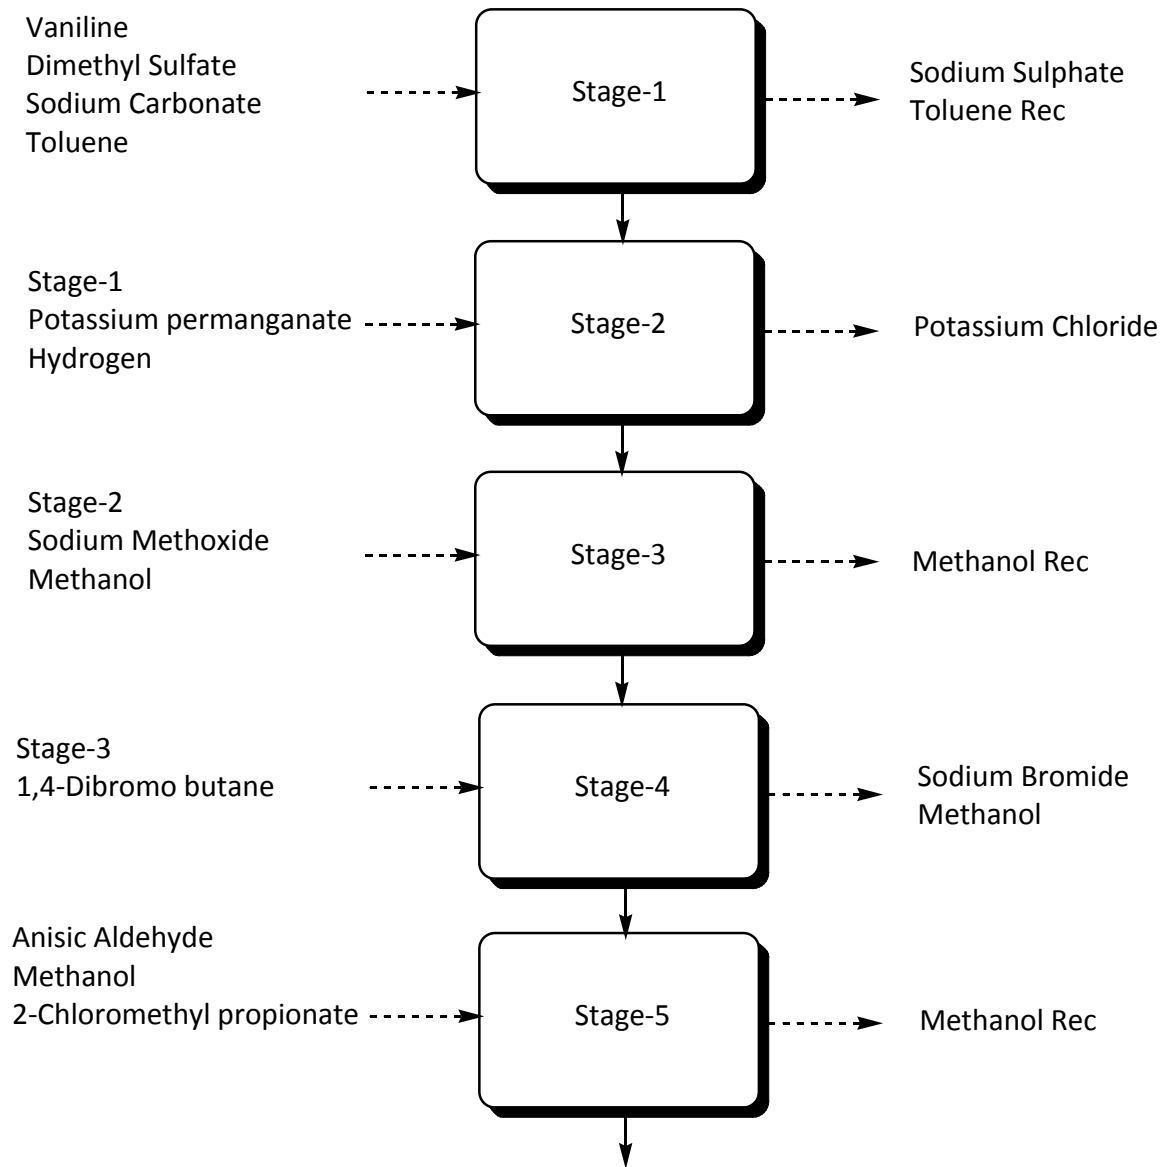 Vaniline
Dimethyl Sulfate
Sodium Carbonate
Toluene
Stage-1
Sodium Sulphate
Toluene Rec
Stage-1
Potassium permanganate
Hydrogen
Stage-2
Potassium Chloride
Stage-2
Sodium Methoxide
Methanol
Stage-3
Methanol Rec
Stage-3
1,4-Dibromo butane
Stage-4
Sodium Bromide
Methanol
Anisic Aldehyde
Methanol
2-Chloromethyl propionate
Stage-5
Methanol Rec